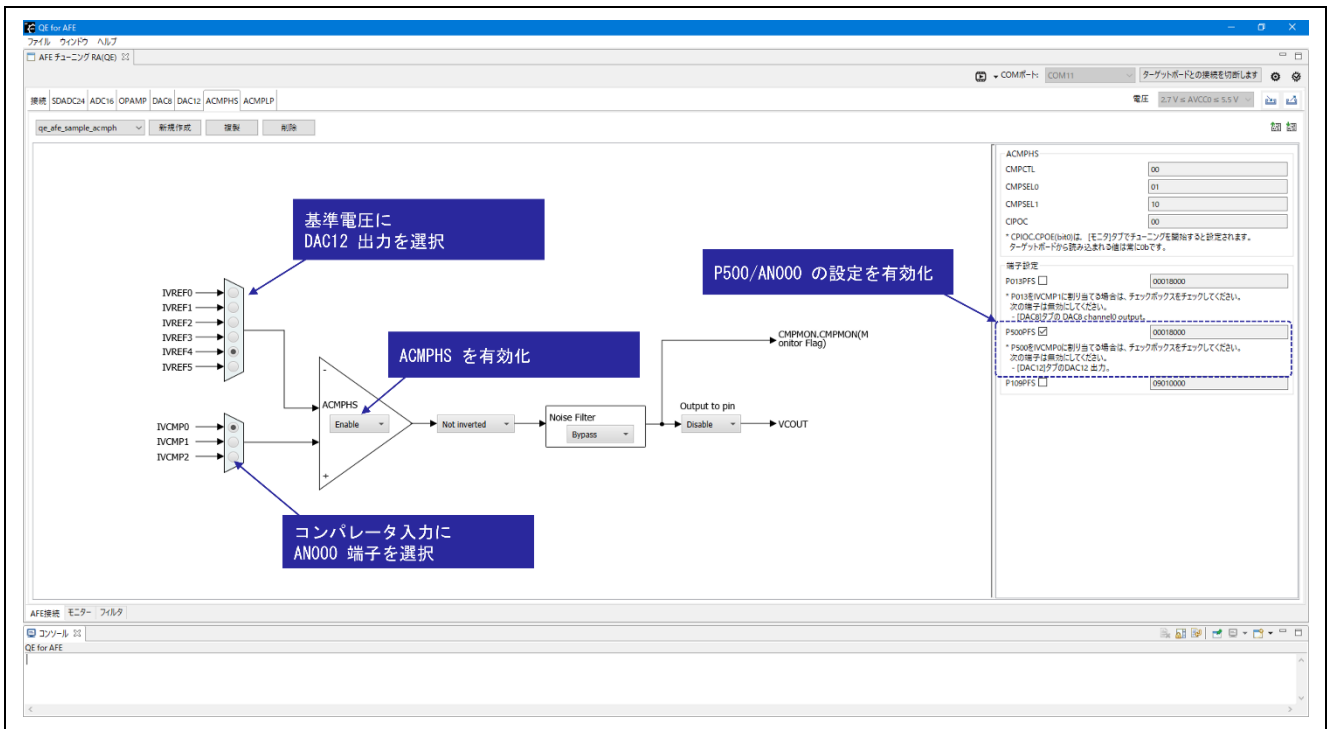 QE for AFE
ファイル ウィンドウ ヘルプ
AFE チューニング RA(QE)
COMポート: COM11 ターゲットボードとの接続を切断します
接続 SDADC24 ADC16 OPAMP DAC8 DAC12 ACMPHS ACMPLP
電圧 2.7 V ≤ AVCC0 ≤ 5.5 V
qe_afe_sample_acmph 新規作成 複製 削除
基準電圧に
DAC12 出力を選択
IVREF0
IVREF1
IVREF2
IVREF3
IVREF4
IVREF5
ACMPHS を有効化
P500/AN000 の設定を有効化
CMPMON.CMPMON(M
onitor Flag)
-
ACMPHS
Enable
Not inverted
Noise Filter
Bypass
Output to pin
Disable
VCOUT
+
IVCMP0
IVCMP1
IVCMP2
コンパレータ入力に
AN000 端子を選択
ACMPHS
CMPCTL 00
CMPSEL0 01
CMPSEL1 10
CIPOC 00
* CPIOC.CPOE(bit0)は、[モニタ]タブでチューニングを開始すると設定されます。
ターゲットボードから読み込まれる値は常に0bです。
端子設定
P013PFS 00018000
* P013をIVCMP1に割り当てる場合は、チェックボックスをチェックしてください。
次の端子は無効にしてください。
- [DAC8]タブの DAC8 channel0 output。
P500PFS 00018000
* P500をIVCMP0に割り当てる場合は、チェックボックスをチェックしてください。
次の端子は無効にしてください。
- [DAC12]タブのDAC12 出力。
P109PFS 09010000
AFE接続 モニター フィルタ
コンソール
QE for AFE